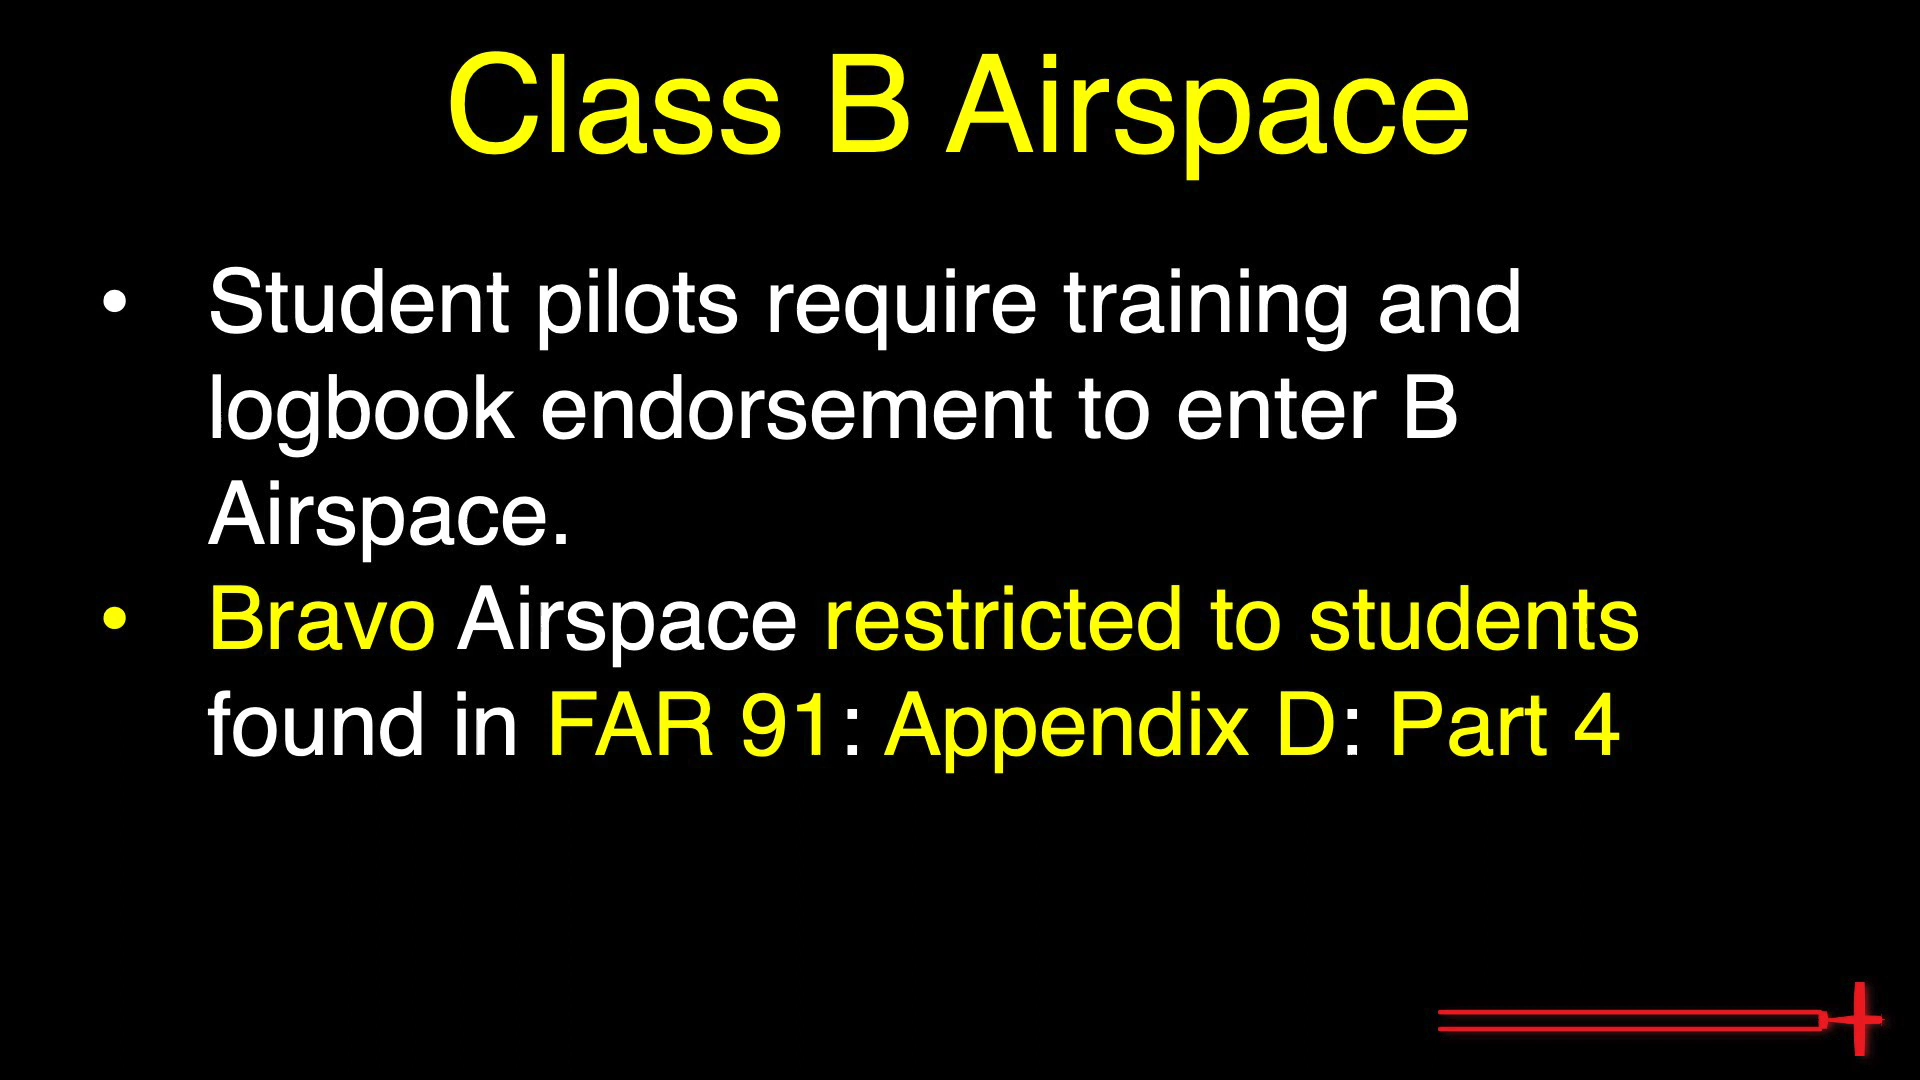 Class B Airspace
• Student pilots require training and
logbook endorsement to enter B
Airspace.
• Bravo Airspace restricted to students
found in FAR 91: Appendix D: Part 4